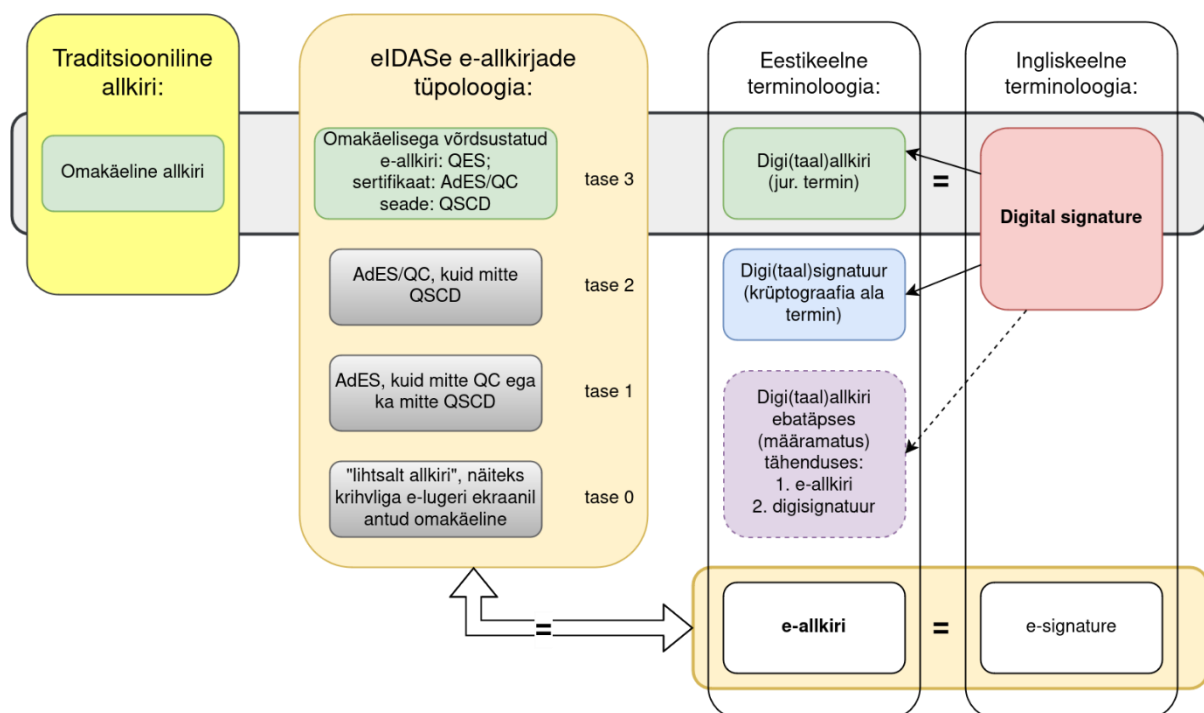 Traditsiooniline
allkiri:
Omakäeline allkiri
eIDASe e-allkirjade
tüpoloogia:
Omakäelisega võrdsustatud
e-allkiri: QES;
sertifikaat: AdES/QC
seade: QSCD
tase 3
AdES/QC, kuid mitte
QSCD
tase 2
AdES, kuid mitte QC ega
ka mitte QSCD
tase 1
"lihtsalt allkiri", näiteks
krihvliga e-lugeri ekraanil
antud omakäeline
tase 0
=
Eestikeelne
terminoloogia:
Digi(taal)allkiri
(jur. termin)
=
Digi(taal)signatuur
(krüptograafia ala
termin)
Digi(taal)allkiri
ebatäpses
(määramatus)
tähenduses:
1. e-allkiri
2. digisignatuur
e-allkiri
=
Ingliskeelne
terminoloogia:
Digital signature
e-signature